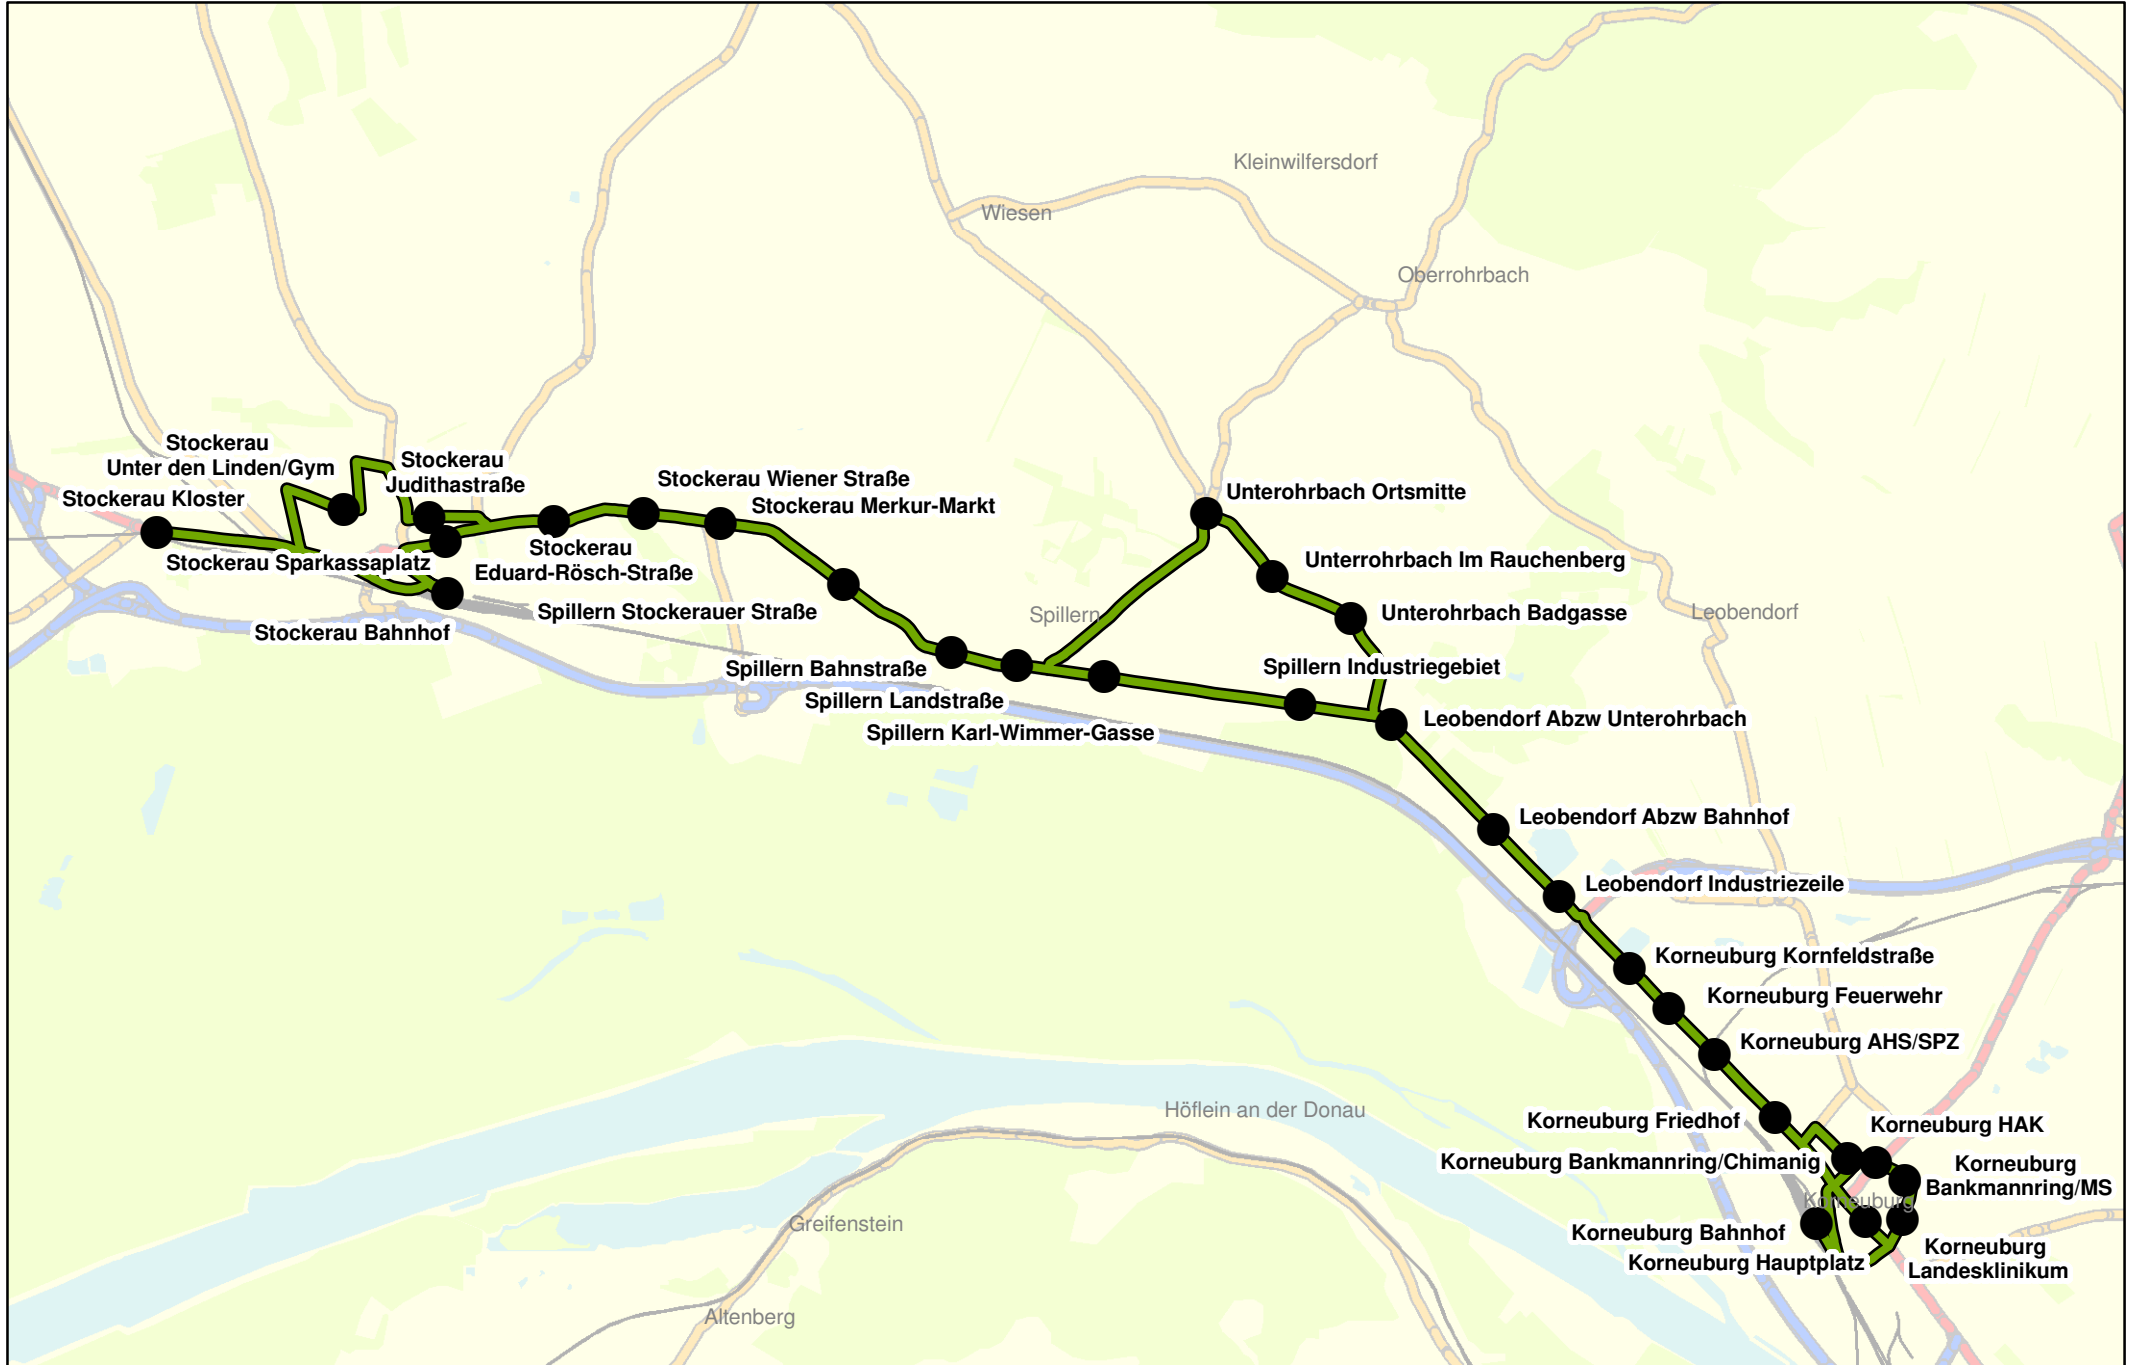 Kleinwilfersdorf
Wiesen
Oberrohrbach
Stockerau
Unter den Linden/Gym
Stockerau Kloster
Stockerau
Judithastraße
Stockerau Wiener Straße
Stockerau Merkur-Markt
Unterohrbach Ortsmitte
Stockerau Sparkassaplatz
Stockerau
Eduard-Rösch-Straße
Unterrohrbach Im Rauchenberg
Spillern Stockerauer Straße
Spillern
Unterohrbach Badgasse
Leobendorf
Stockerau Bahnhof
Spillern Bahnstraße
Spillern Industriegebiet
Spillern Landstraße
Spillern Karl-Wimmer-Gasse
Leobendorf Abzw Unterohrbach
Leobendorf Abzw Bahnhof
Leobendorf Industriezeile
Korneuburg Kornfeldstraße
Korneuburg Feuerwehr
Korneuburg AHS/SPZ
Höflein an der Donau
Korneuburg Friedhof
Korneuburg HAK
Korneuburg Bankmannring/Chimanig
Korneuburg
Bankmannring/MS
Korneuburg
Greifenstein
Korneuburg Bahnhof
Korneuburg Hauptplatz
Korneuburg
Landesklinikum
Altenberg